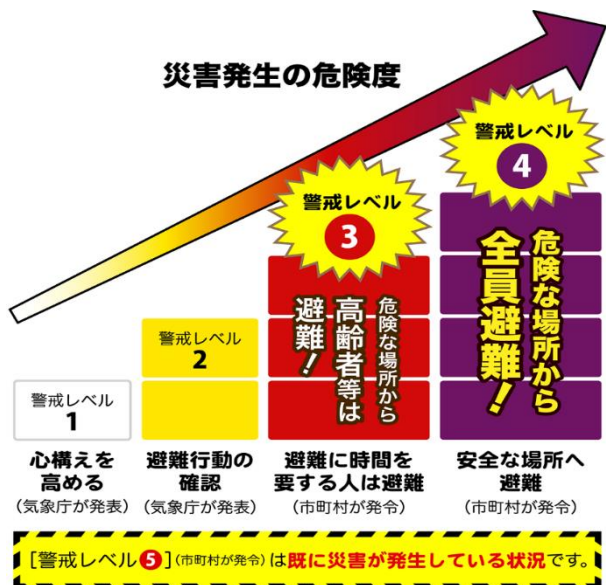 災害発生の危険度
警戒レベル
4
警戒レベル
3
警戒レベル
2
警戒レベル
1
危険な場所から
高齢者等は
避難！
危険な場所から
全員避難！
心構えを
高める
(気象庁が発表)
避難行動の
確認
(気象庁が発表)
避難に時間を
要する人は避難
(市町村が発令)
安全な場所へ
避難
(市町村が発令)
[警戒レベル5](市町村が発令)は既に災害が発生している状況です。